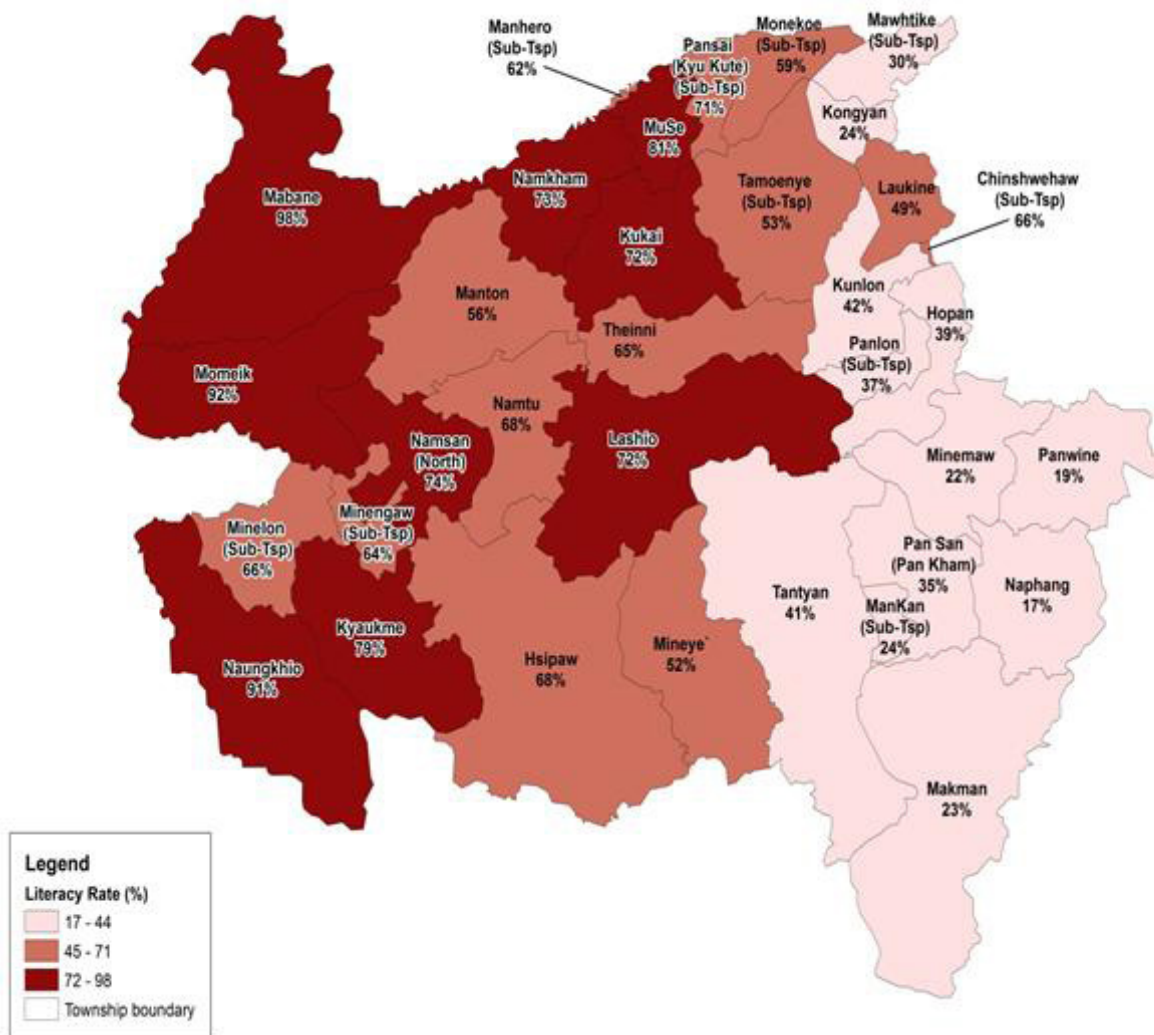 Manhero
(Sub-Tsp)
62%
Pansai
(Kyu Kute)
(Sub-Tsp)
71%
Monekoe
(Sub-Tsp)
59%
Mawhtike
(Sub-Tsp)
30%
Kongyan
24%
MuSe
81%
Namkham
73%
Mabane
98%
Kukai
72%
Tamoenye
(Sub-Tsp)
53%
Laukine
49%
Chinshwehaw
(Sub-Tsp)
66%
Manton
56%
Kunlon
42%
Hopan
39%
Theinni
65%
Panlon
(Sub-Tsp)
37%
Momeik
92%
Namtu
68%
Namsan
(North)
74%
Lashio
72%
Minemaw
22%
Panwine
19%
Minelon
(Sub-Tsp)
66%
Minengaw
(Sub-Tsp)
64%
Pan San
(Pan Kham)
35%
Naphang
17%
Tantyan
41%
ManKan
(Sub-Tsp)
24%
Kyaukme
79%
Naungkhio
91%
Hsipaw
68%
Mineye`
52%
Makman
23%
Legend
Literacy Rate (%)
17 - 44
45 - 71
72 - 98
Township boundary